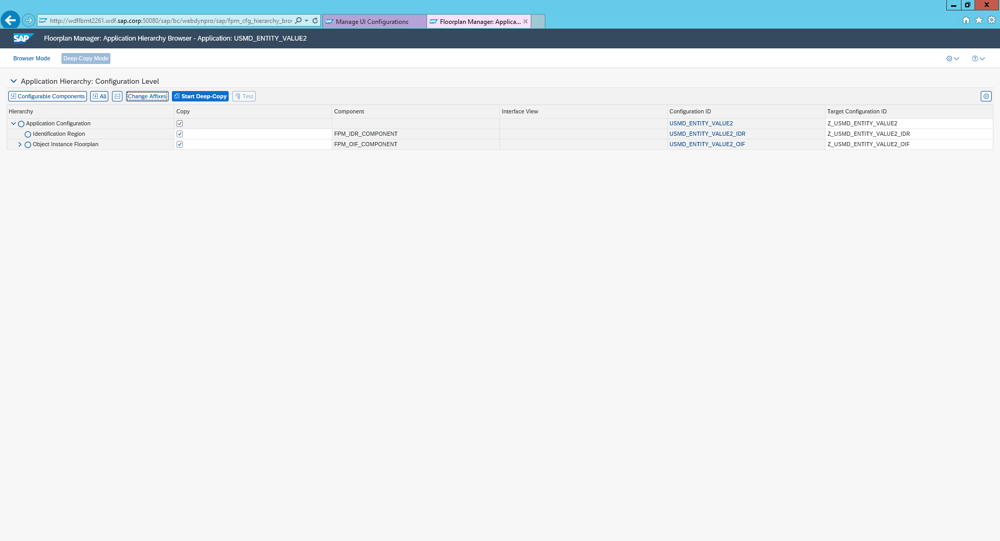 http://wdflbmt2261.wdf.sap.corp:50080/sap/bc/webdynpro/sap/fpm_cfg_hierarchy_bro
SAP Manage UI Configurations
SAP Floorplan Manager: Applica...
SAP Floorplan Manager: Application Hierarchy Browser - Application: USMD_ENTITY_VALUE2
Browser Mode Deep-Copy Mode
Application Hierarchy: Configuration Level
Configurable Components All Change Affixes Start Deep-Copy Test
Hierarchy Copy Component Interface View Configuration ID Target Configuration ID
Application Configuration USMD_ENTITY_VALUE2 Z_USMD_ENTITY_VALUE2
Identification Region FPM_IDR_COMPONENT USMD_ENTITY_VALUE2_IDR Z_USMD_ENTITY_VALUE2_IDR
Object Instance Floorplan FPM_OIF_COMPONENT USMD_ENTITY_VALUE2_OIF Z_USMD_ENTITY_VALUE2_OIF